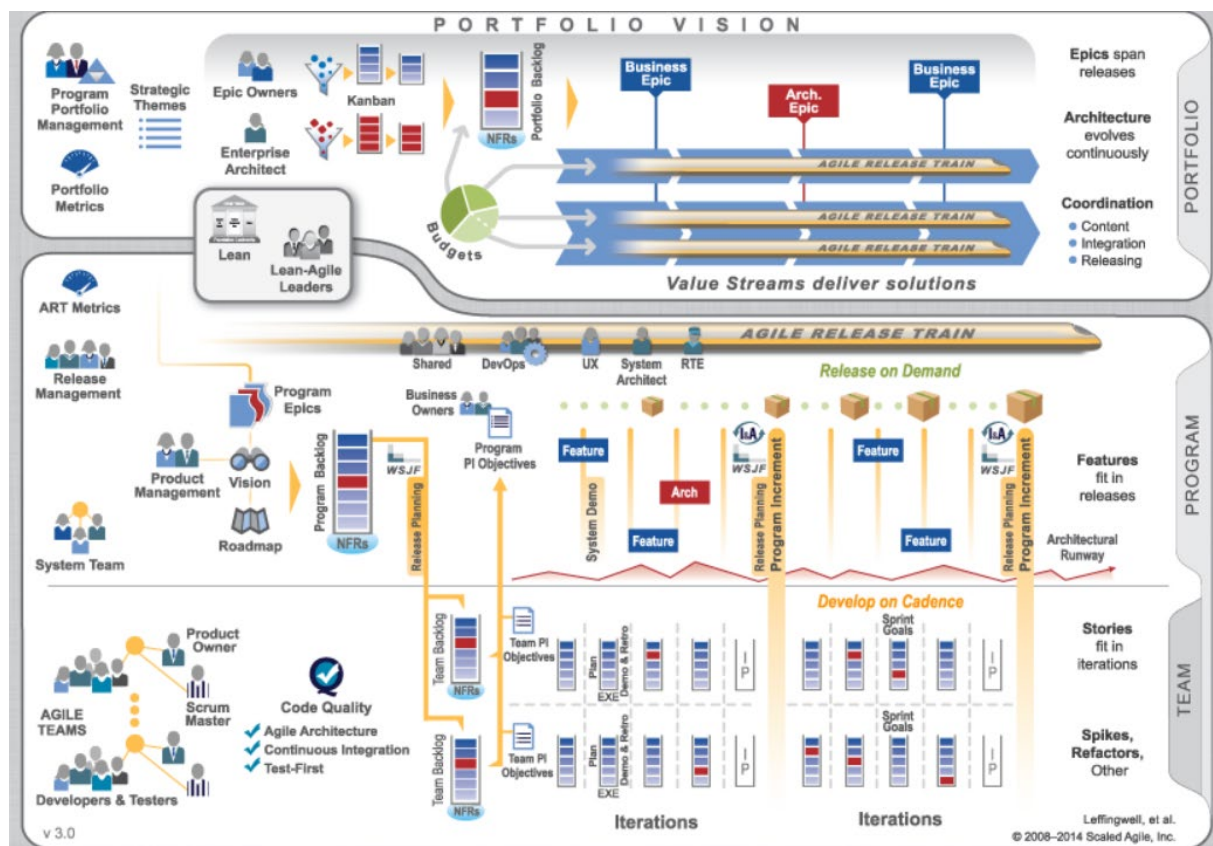 PORTFOLIO VISION
Program
Portfolio
Management
Strategic
Themes
Portfolio
Metrics
Epic Owners
Enterprise
Architect
Kanban
Portfolio Backlog
NFRs
Business
Epic
Arch.
Epic
Business
Epic
AGILE RELEASE TRAIN
AGILE RELEASE TRAIN
AGILE RELEASE TRAIN
Budgets
Value Streams deliver solutions
Epics span
releases
Architecture
evolves
continuously
Coordination
Content
Integration
Releasing
PORTFOLIO
Lean
Lean-Agile
Leaders
ART Metrics
Release
Management
Program
Epics
Product
Management
Vision
Roadmap
System Team
Program Backlog
NFRs
WSJF
Release Planning
AGILE RELEASE TRAIN
Shared
DevOps
UX
System
Architect
RTE
Business
Owners
Program
PI Objectives
Release on Demand
Feature
System Demo
Feature
Arch
I&A
WSJF
Release Planning
Program Increment
Feature
Feature
I&A
WSJF
Release Planning
Program Increment
Features
fit in
releases
Architectural
Runway
PROGRAM
Develop on Cadence
AGILE
TEAMS
Product
Owner
Scrum
Master
Developers & Testers
Code Quality
Agile Architecture
Continuous Integration
Test-First
Team Backlog
NFRs
Team PI
Objectives
Plan
EXE
Demo & Retro
I
P
Sprint
Goals
I
P
Stories
fit in
iterations
Team Backlog
NFRs
Team PI
Objectives
Plan
EXE
Demo & Retro
I
P
Sprint
Goals
I
P
Spikes,
Refactors,
Other
TEAM
Iterations
Iterations
v 3.0
Leffingwell, et al.
© 2008–2014 Scaled Agile, Inc.